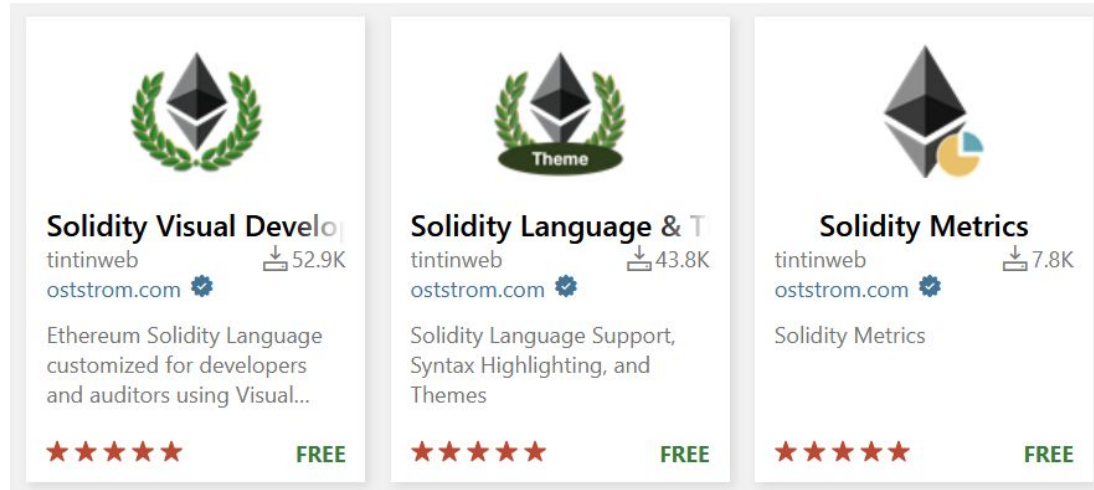 Theme
Solidity Visual Develo
tintinweb 52.9K
oststrom.com
Ethereum Solidity Language
customized for developers
and auditors using Visual...
FREE
Solidity Language & T
tintinweb 43.8K
oststrom.com
Solidity Language Support,
Syntax Highlighting, and
Themes
FREE
Solidity Metrics
tintinweb 7.8K
oststrom.com
Solidity Metrics
FREE